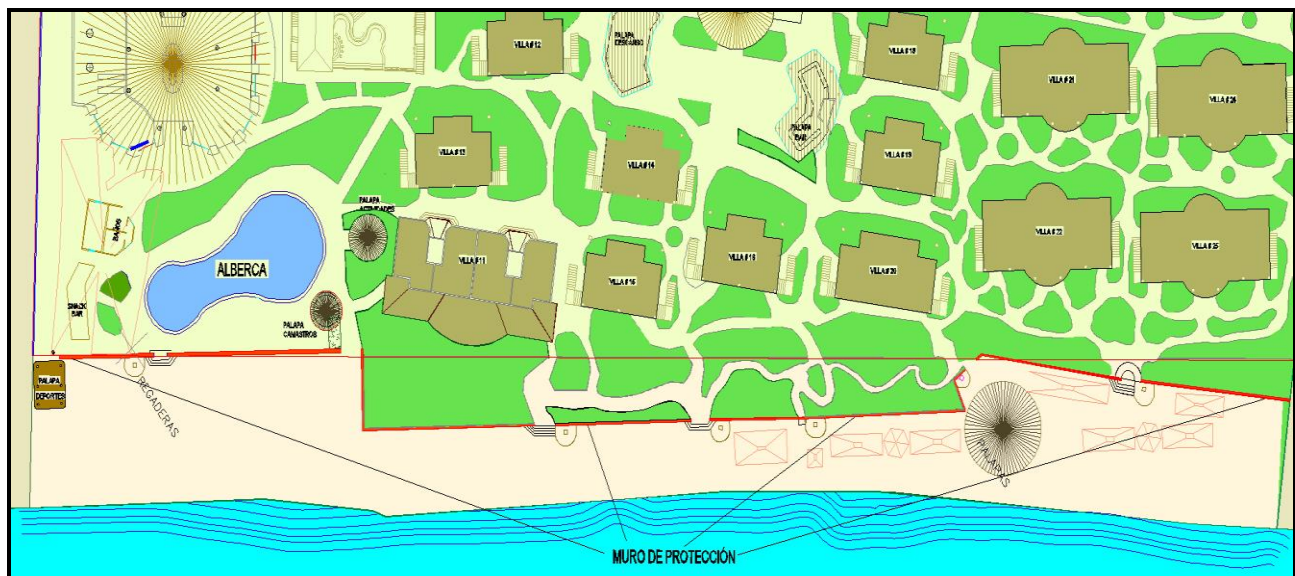 VILLA # 12
PALAPA
DESCANSO
VILLA # 18
VILLA # 21
VILLA # 26
PALAPA
BAR
VILLA # 13
VILLA # 14
VILLA # 19
PALAPA
ACTIVIDADES
BAÑOS
VILLA # 11
VILLA # 16
VILLA # 22
VILLA # 25
ALBERCA
VILLA # 15
VILLA # 20
SNACK
BAR
PALAPA
CAMASTROS
PALAPA
DEPORTES
REGADERAS
PALAPAS
MURO DE PROTECCIÓN